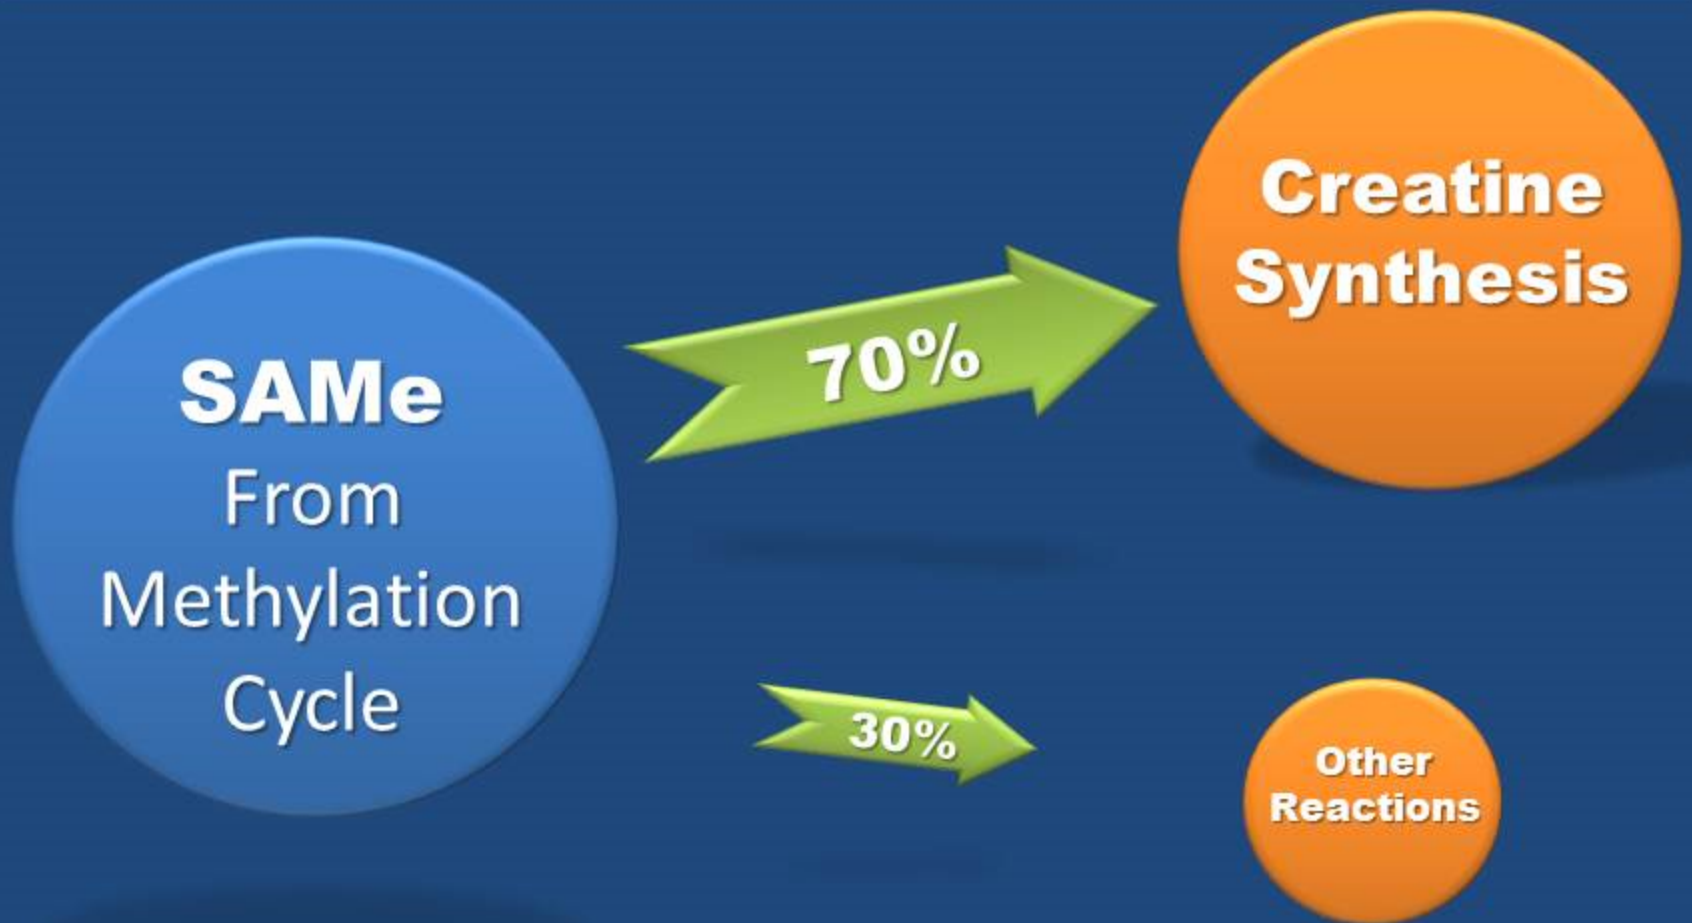 SAMe
From
Methylation
Cycle
70%
Creatine
Synthesis
30%
Other
Reactions